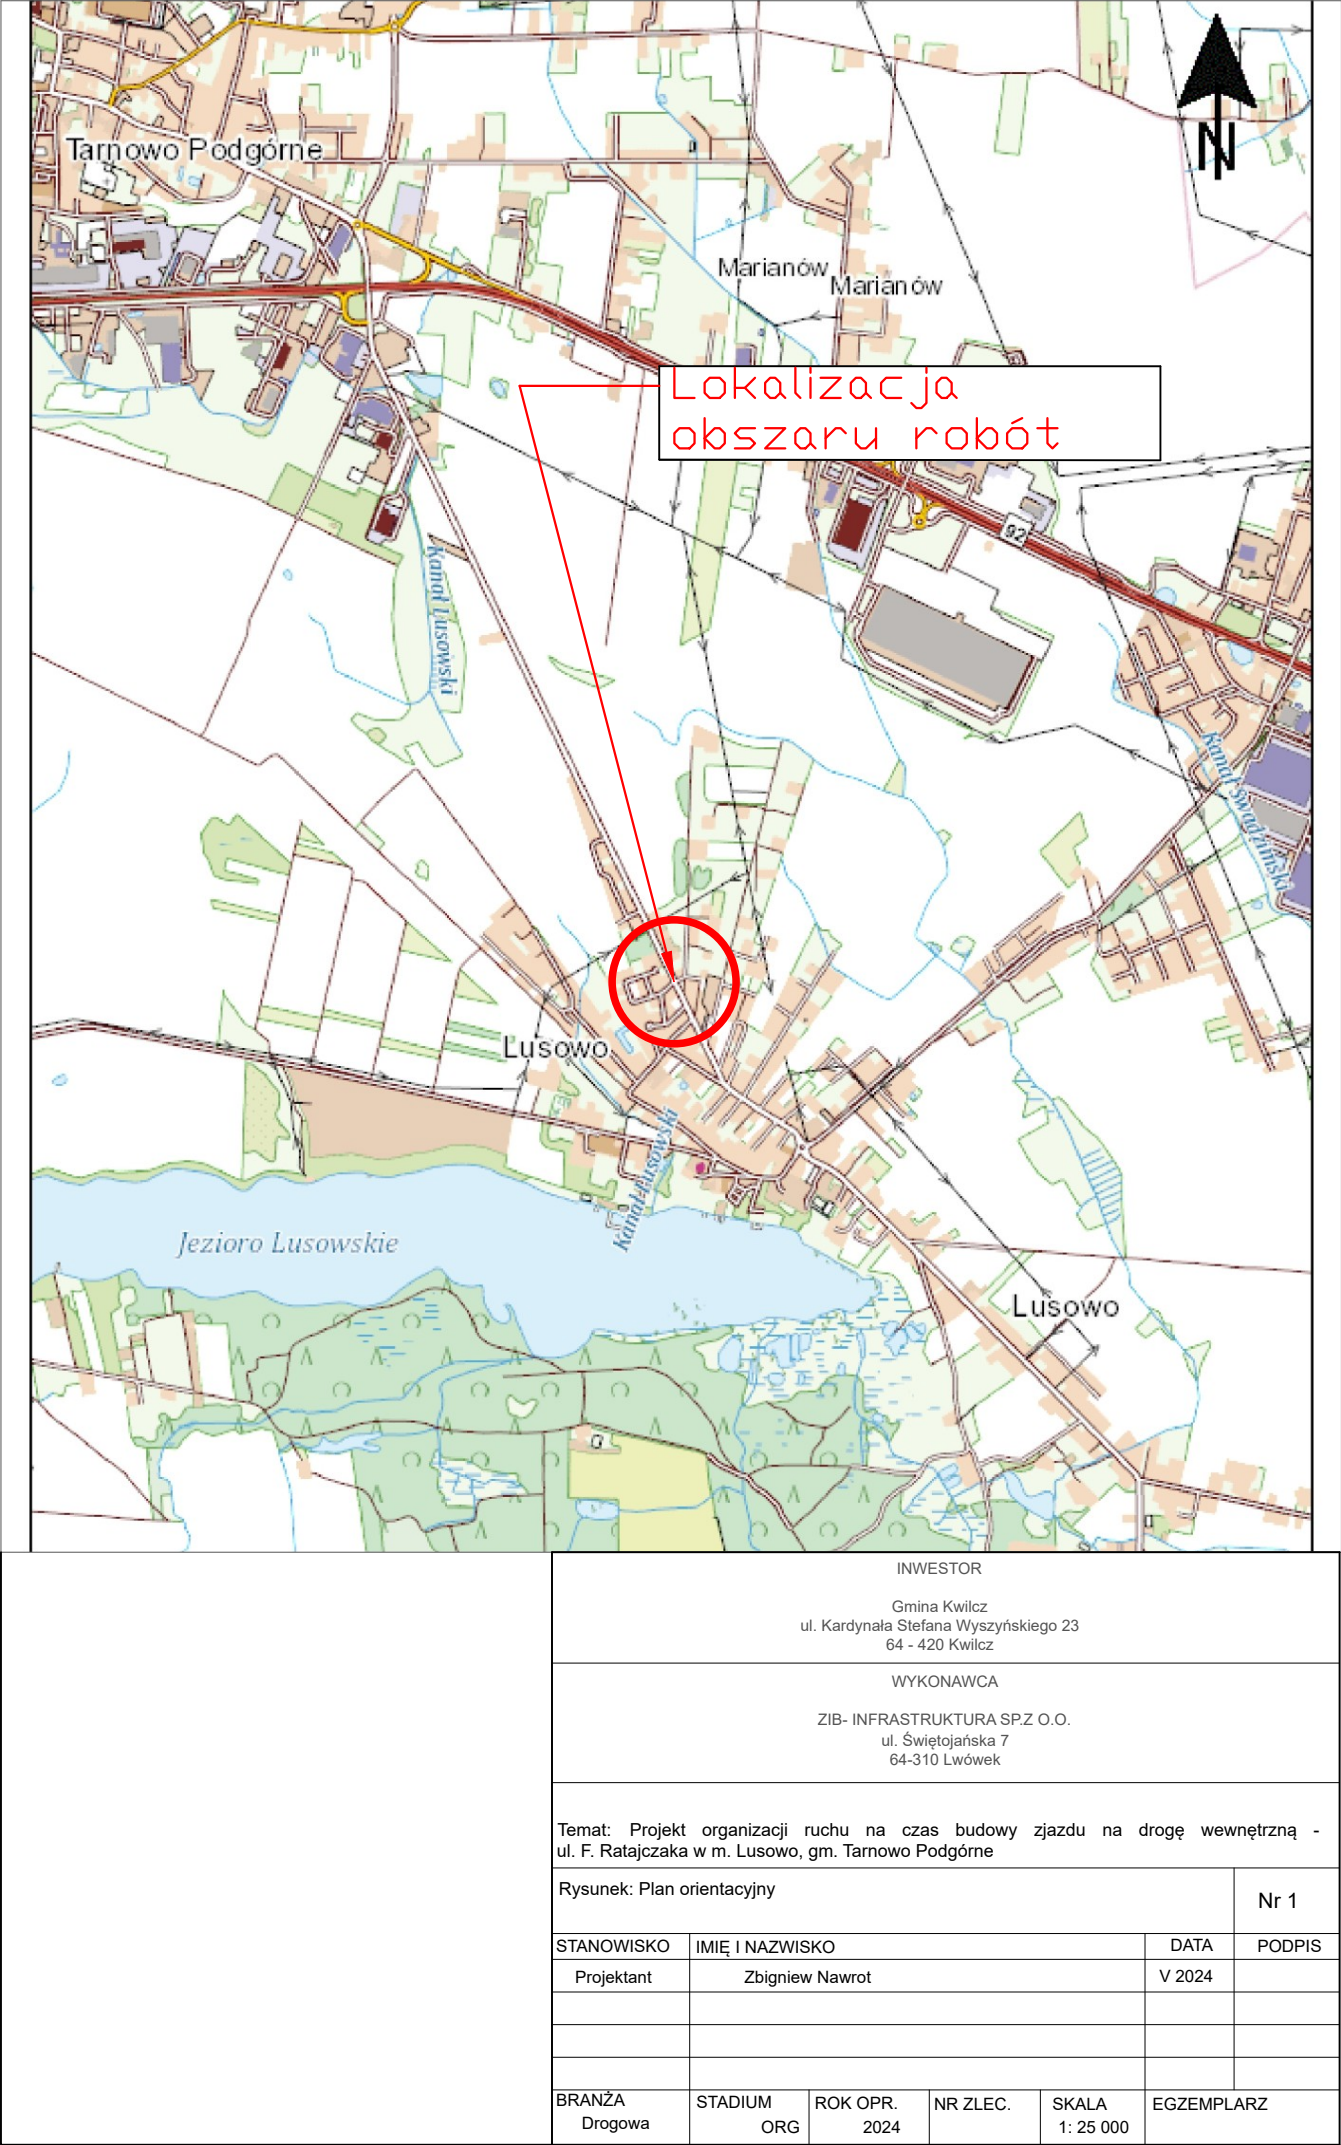 N
Tarnowo Podgórne
Marianów
Marianów
Lokalizacja
obszaru robót
92
Kanał Lusowski
Kanał Swadzimski
Lusowo
Kanał Lusowski
Jezioro Lusowskie
Lusowo
INWESTOR
Gmina Kwilcz
ul. Kardynała Stefana Wyszyńskiego 23
64 - 420 Kwilcz
WYKONAWCA
ZIB- INFRASTRUKTURA SP.Z O.O.
ul. Świętojańska 7
64-310 Lwówek
Temat: Projekt organizacji ruchu na czas budowy zjazdu na drogę wewnętrzną -
ul. F. Ratajczaka w m. Lusowo, gm. Tarnowo Podgórne
Rysunek: Plan orientacyjny
Nr 1
STANOWISKO IMIĘ I NAZWISKO DATA PODPIS
Projektant Zbigniew Nawrot V 2024
BRANŻA STADIUM ROK OPR. NR ZLEC. SKALA EGZEMPLARZ
Drogowa ORG 2024 1: 25 000